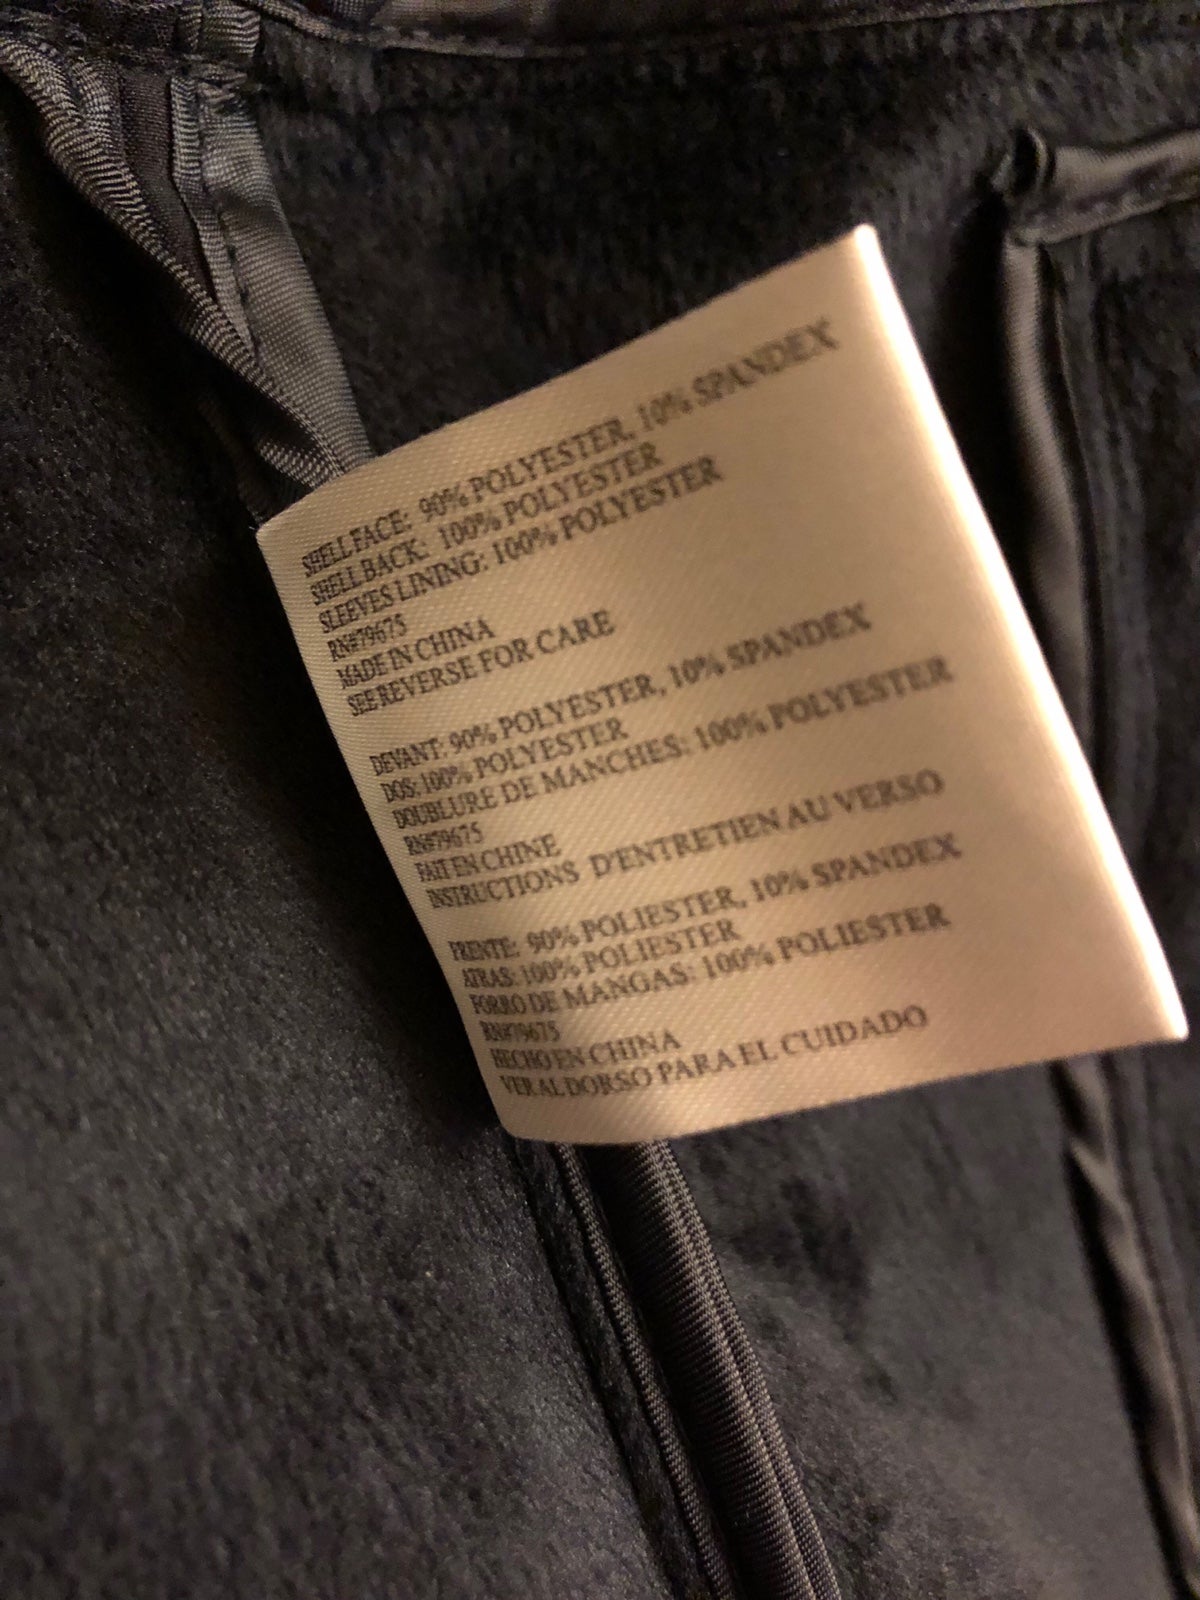 SHELL FACE: 90% POLYESTER, 10% SPANDEX
SHELL BACK: 100% POLYESTER
SLEEVES LINING: 100% POLYESTER
RN#79675
MADE IN CHINA
SEE REVERSE FOR CARE
DEVANT: 90% POLYESTER, 10% SPANDEX
DOS: 100% POLYESTER
DOUBLURE DE MANCHES: 100% POLYESTER
RN#79675
FAIT EN CHINE
INSTRUCTIONS D'ENTRETIEN AU VERSO
FRENTE: 90% POLIESTER, 10% SPANDEX
ATRAS: 100% POLIESTER
FORRO DE MANGAS: 100% POLIESTER
RN#79675
HECHO EN CHINA
VER AL DORSO PARA EL CUIDADO